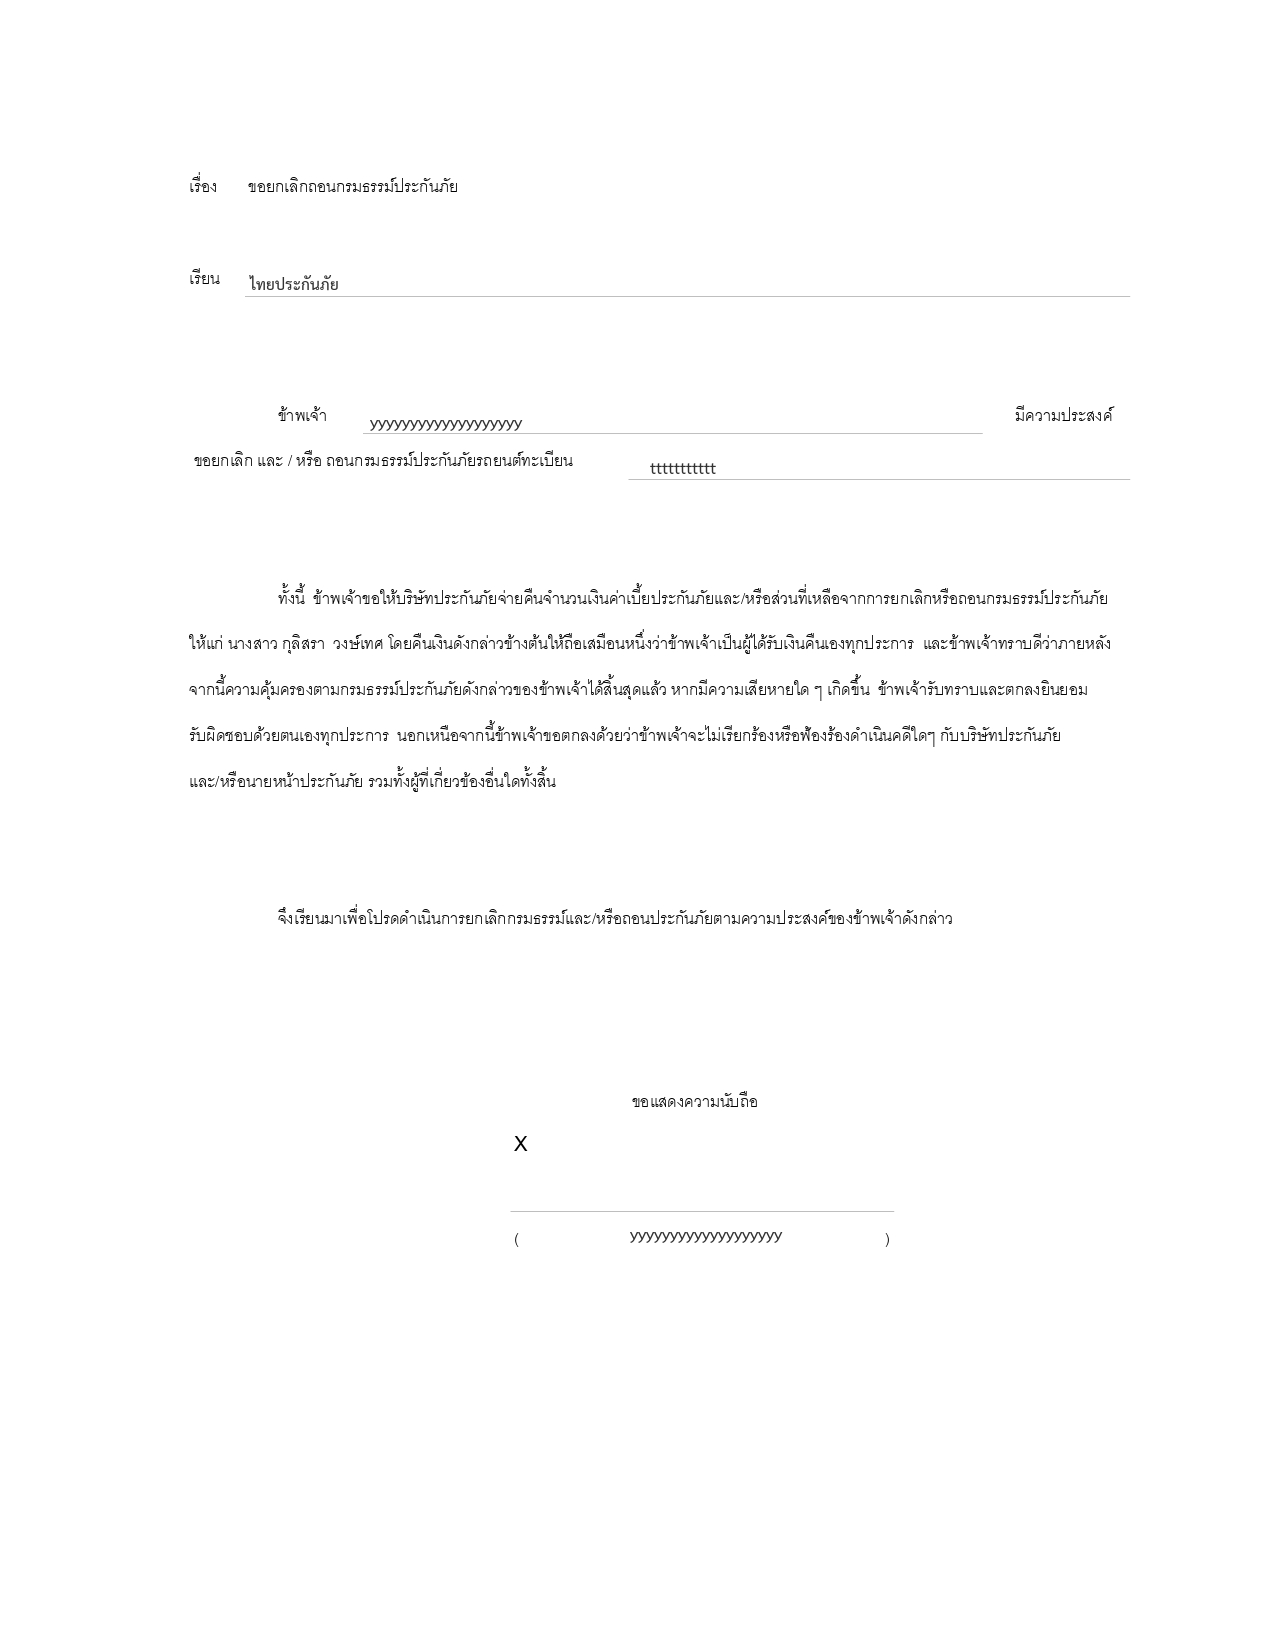 เรื่อง ขอยกเลิกถอนกรมธรรม์ประกันภัย
เรียน ไทยประกันภัย
ข้าพเจ้า yyyyyyyyyyyyyyyyyyy มีความประสงค์
ขอยกเลิก และ / หรือ ถอนกรมธรรม์ประกันภัยรถยนต์ทะเบียน ttttttttttt
ทั้งนี้ ข้าพเจ้าขอให้บริษัทประกันภัยจ่ายคืนจำนวนเงินค่าเบี้ยประกันภัยและ/หรือส่วนที่เหลือจากการยกเลิกหรือถอนกรมธรรม์ประกันภัย
ให้แก่ นางสาว กุลิสรา วงษ์เทศ โดยคืนเงินดังกล่าวข้างต้นให้ถือเสมือนหนึ่งว่าข้าพเจ้าเป็นผู้ได้รับเงินคืนเองทุกประการ และข้าพเจ้าทราบดีว่าภายหลัง
จากนี้ความคุ้มครองตามกรมธรรม์ประกันภัยดังกล่าวของข้าพเจ้าได้สิ้นสุดแล้ว หากมีความเสียหายใด ๆ เกิดขึ้น ข้าพเจ้ารับทราบและตกลงยินยอม
รับผิดชอบด้วยตนเองทุกประการ นอกเหนือจากนี้ข้าพเจ้าขอตกลงด้วยว่าข้าพเจ้าจะไม่เรียกร้องหรือฟ้องร้องดำเนินคดีใดๆ กับบริษัทประกันภัย
และ/หรือนายหน้าประกันภัย รวมทั้งผู้ที่เกี่ยวข้องอื่นใดทั้งสิ้น
จึงเรียนมาเพื่อโปรดดำเนินการยกเลิกกรมธรรม์และ/หรือถอนประกันภัยตามความประสงค์ของข้าพเจ้าดังกล่าว
ขอแสดงความนับถือ
X
( yyyyyyyyyyyyyyyyyyy )